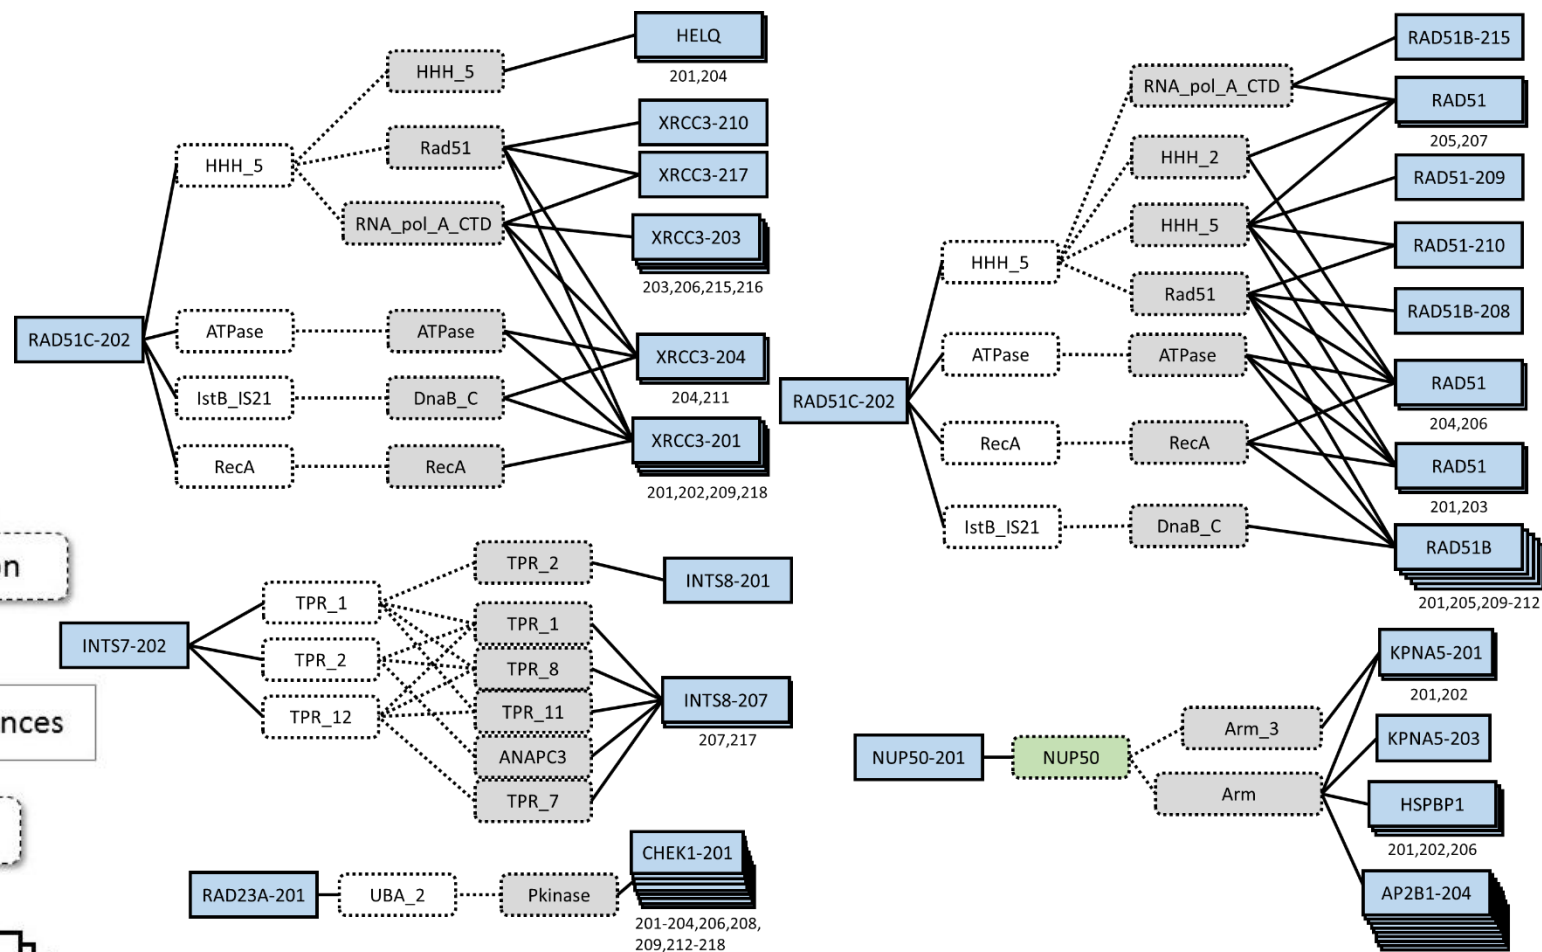 HELQ
201,204
HHH_5
XRCC3-210
Rad51
HHH_5
XRCC3-217
RNA_pol_A_CTD
XRCC3-203
203,206,215,216
RAD51C-202
ATPase
ATPase
XRCC3-204
204,211
IstB_IS21
DnaB_C
XRCC3-201
RecA
RecA
201,202,209,218
RAD51B-215
RNA_pol_A_CTD
RAD51
205,207
HHH_2
RAD51-209
HHH_5
RAD51-210
HHH_5
Rad51
RAD51B-208
ATPase
ATPase
RAD51
204,206
RAD51C-202
RecA
RecA
RAD51
201,203
IstB_IS21
DnaB_C
RAD51B
201,205,209-212
on
nces
TPR_2
INTS8-201
TPR_1
TPR_1
INTS7-202
TPR_2
TPR_8
TPR_12
TPR_11
INTS8-207
207,217
ANAPC3
TPR_7
KPNA5-201
201,202
Arm_3
KPNA5-203
NUP50-201
NUP50
Arm
HSPBP1
201,202,206
AP2B1-204
CHEK1-201
RAD23A-201
UBA_2
Pkinase
201-204,206,208,
209,212-218